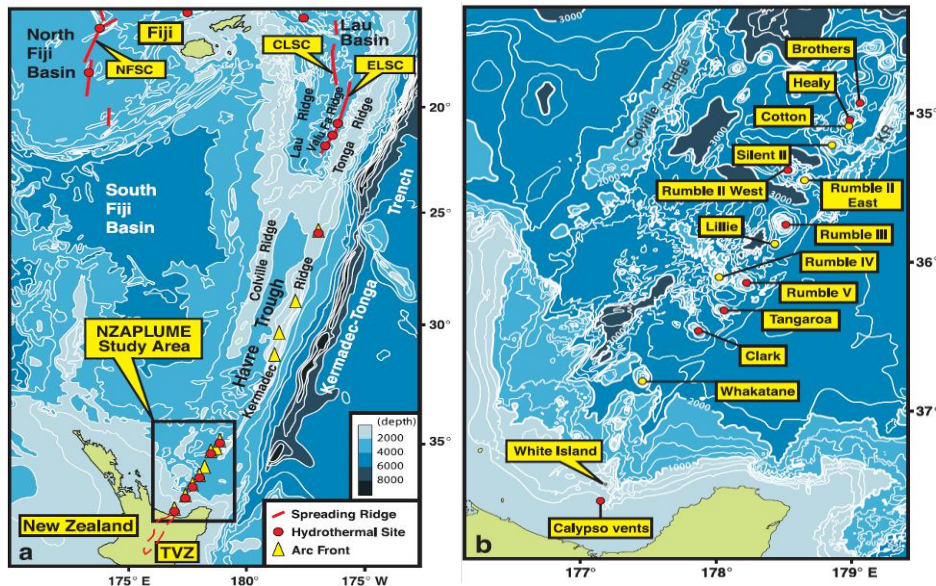 North
Fiji
Basin
NFSC
Fiji
CLSC
Lau
Basin
ELSC
Lau Ridge
Valu Fa Ridge
Tonga Ridge
20°
South
Fiji
Basin
Trench
25°
Colville Ridge
Ridge
Havre Trough
Kermadec
Kermadec-Tonga
30°
NZAPLUME
Study Area
(depth)
2000
4000
6000
8000
35°
New Zealand
TVZ
Spreading Ridge
Hydrothermal Site
Arc Front
a
175° E
180°
175° W
3000
Brothers
Healy
Cotton
35°
Colville Ridge
KR
3000
Silent II
Rumble II West
3000
Rumble II
East
Lillie
Rumble III
Rumble IV
36°
Rumble V
Tangaroa
Clark
Whakatane
2000
37°
White Island
1000
Calypso vents
b
177°
178°
179° E